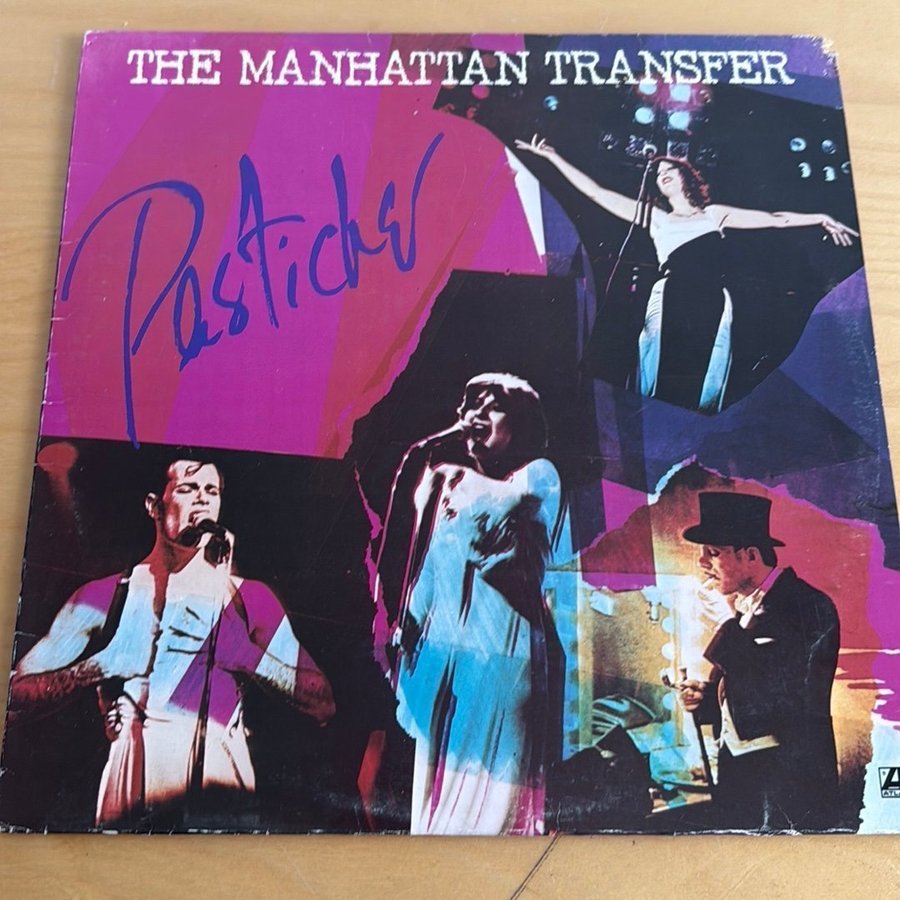 THE MANHATTAN TRANSFER
Pastiche